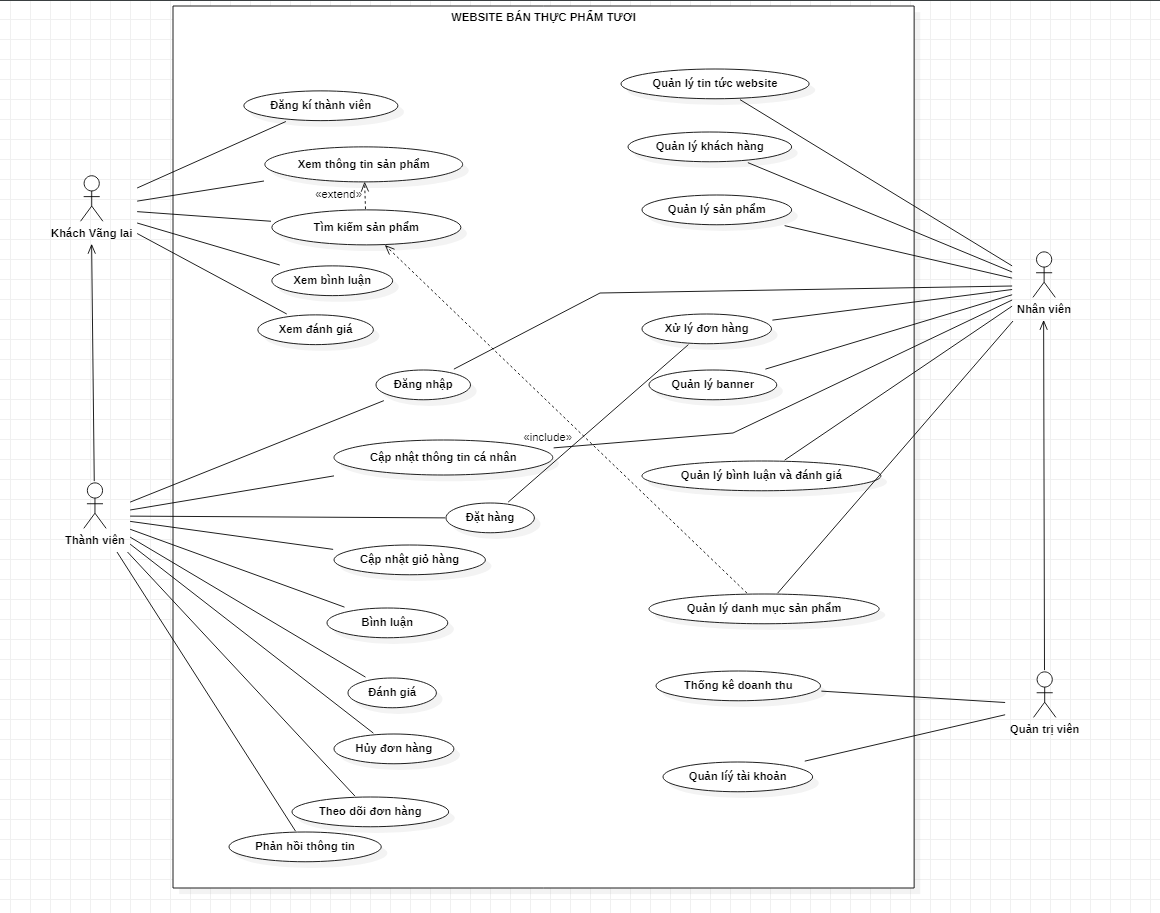 WEBSITE BÁN THỰC PHẨM TƯƠI
Đăng kí thành viên
Xem thông tin sản phẩm
«extend»
Tìm kiếm sản phẩm
Khách Vãng lai
Xem bình luận
Xem đánh giá
Đăng nhập
Cập nhật thông tin cá nhân
«include»
Đặt hàng
Thành viên
Cập nhật giỏ hàng
Bình luận
Đánh giá
Hủy đơn hàng
Theo dõi đơn hàng
Phản hồi thông tin
Quản lý tin tức website
Quản lý khách hàng
Quản lý sản phẩm
Nhân viên
Xử lý đơn hàng
Quản lý banner
Quản lý bình luận và đánh giá
Quản lý danh mục sản phẩm
Thống kê doanh thu
Quản trị viên
Quản líý tài khoản